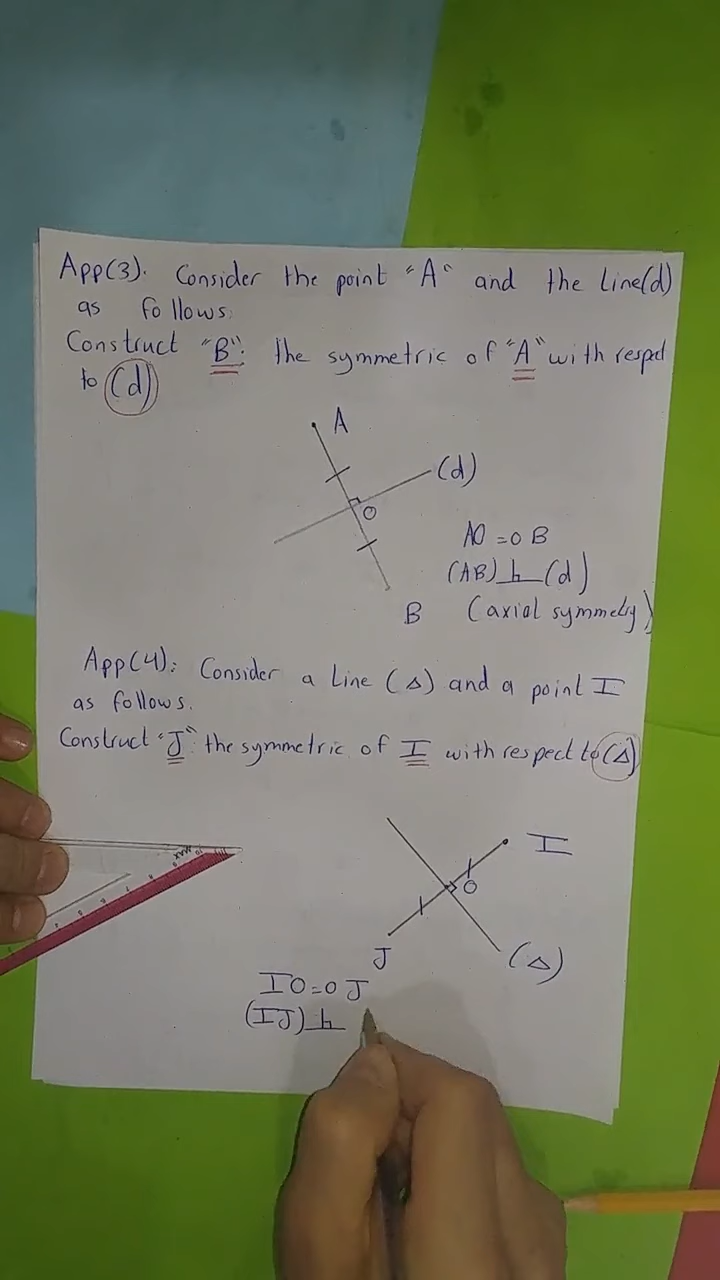 App(3). Consider the point "A" and the Line(d)
as follows.
Construct "B": the symmetric of "A" with respect
to (d)
A
(d)
O
AO = OB
(AB) ⊥ (d)
B (axial symmetry)
App(4): Consider a line (Δ) and a point I
as follows.
Construct "J": the symmetric of I with respect to (Δ)
I
O
J
(Δ)
IO = OJ
(IJ) ⊥